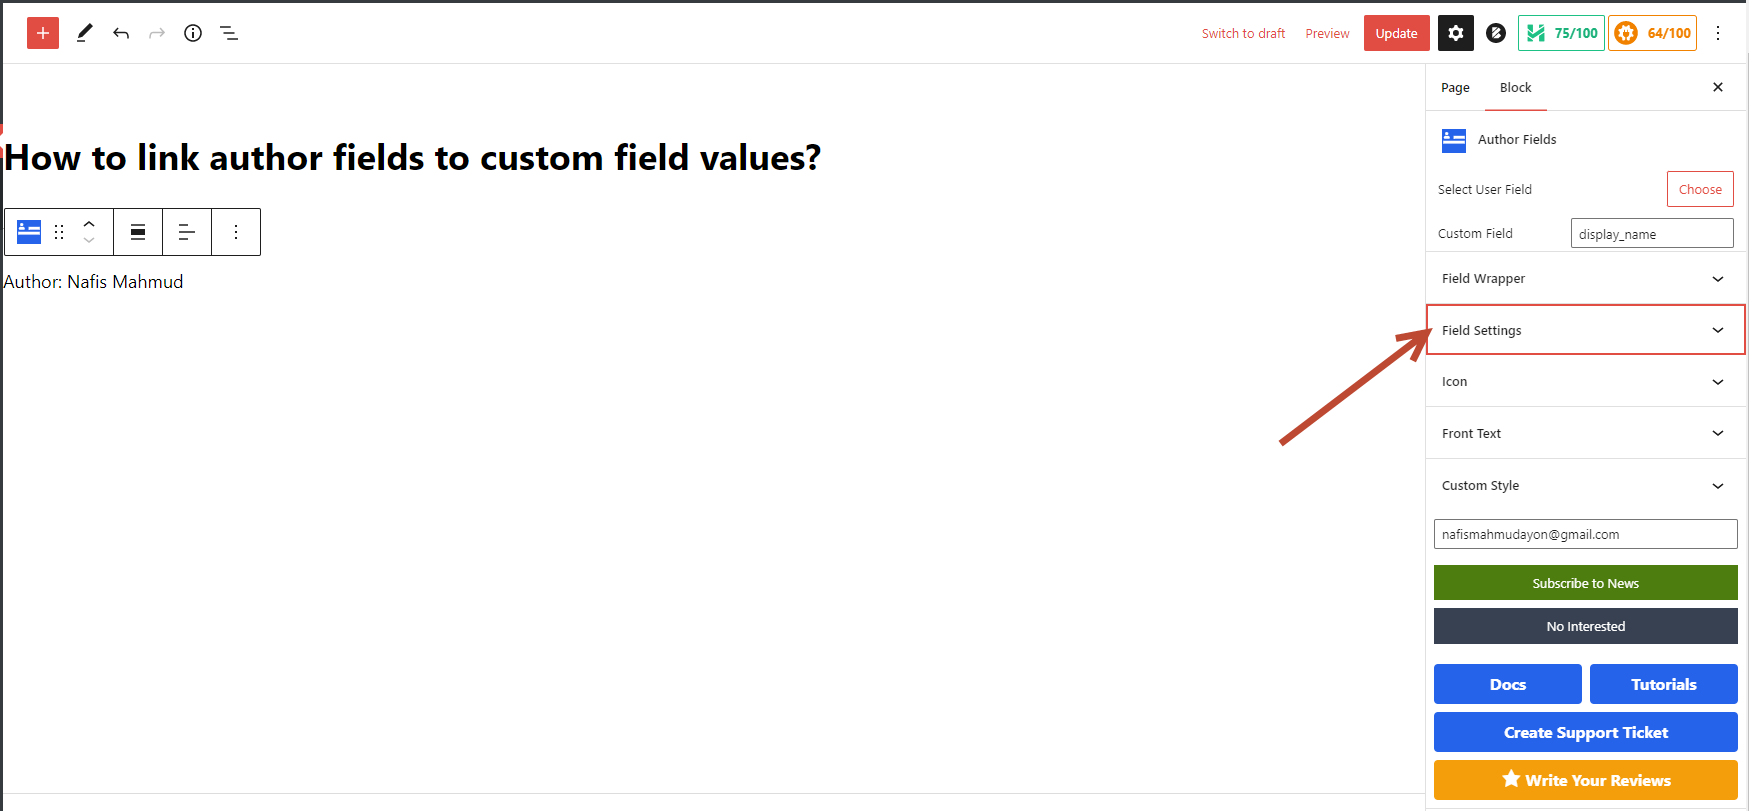 Switch to draft
Preview
Update
75/100
64/100
Page
Block
Author Fields
Select User Field
Choose
Custom Field
display_name
Field Wrapper
Field Settings
Icon
Front Text
Custom Style
nafismahmudayon@gmail.com
Subscribe to News
No Interested
Docs
Tutorials
Create Support Ticket
Write Your Reviews
How to link author fields to custom field values?
Author: Nafis Mahmud